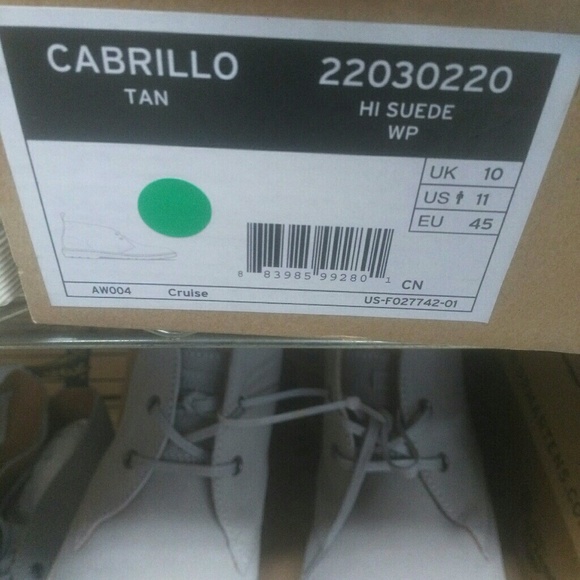 CABRILLO 22030220
TAN HI SUEDE
WP
UK 10
US 11
EU 45
8 83985 99280 1
CN
AW004 Cruise US-F027742-01